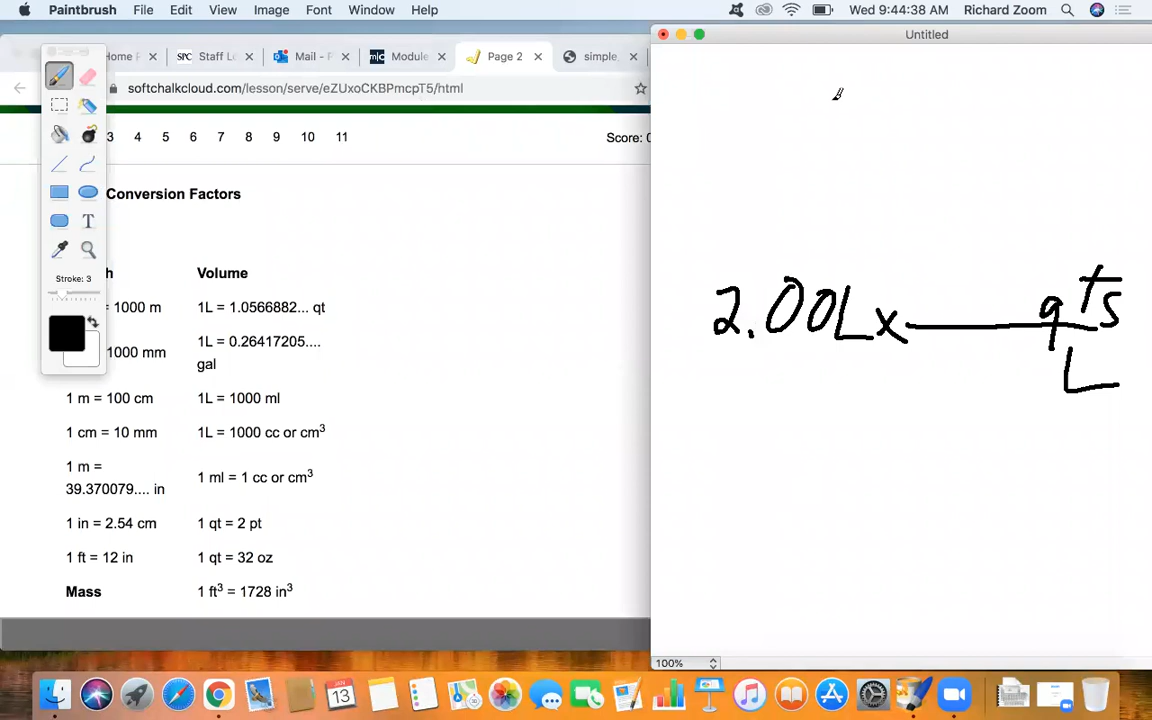 Paintbrush File Edit View Image Font Window Help Wed 9:44:38 AM Richard Zoom
Untitled
Home F Staff Le Mail - P Module Page 2 simple.
softchalkcloud.com/lesson/serve/eZUxoCKBPmcpT5/html
3 4 5 6 7 8 9 10 11 Score: 0
Conversion Factors
h Volume
= 1000 m 1L = 1.0566882... qt
1000 mm 1L = 0.26417205.... gal
1 m = 100 cm 1L = 1000 ml
1 cm = 10 mm 1L = 1000 cc or cm³
1 m = 39.370079.... in 1 ml = 1 cc or cm³
1 in = 2.54 cm 1 qt = 2 pt
1 ft = 12 in 1 qt = 32 oz
Mass 1 ft³ = 1728 in³
Stroke: 3
T
2.00L x qts
L
100%
JAN 13